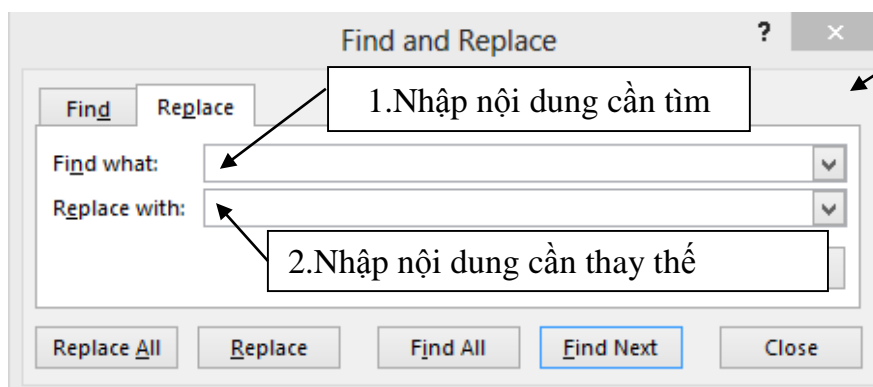 Find and Replace ?
1.Nhập nội dung cần tìm
Find Replace
Find what:
Replace with:
2.Nhập nội dung cần thay thế
Replace All Replace Find All Find Next Close